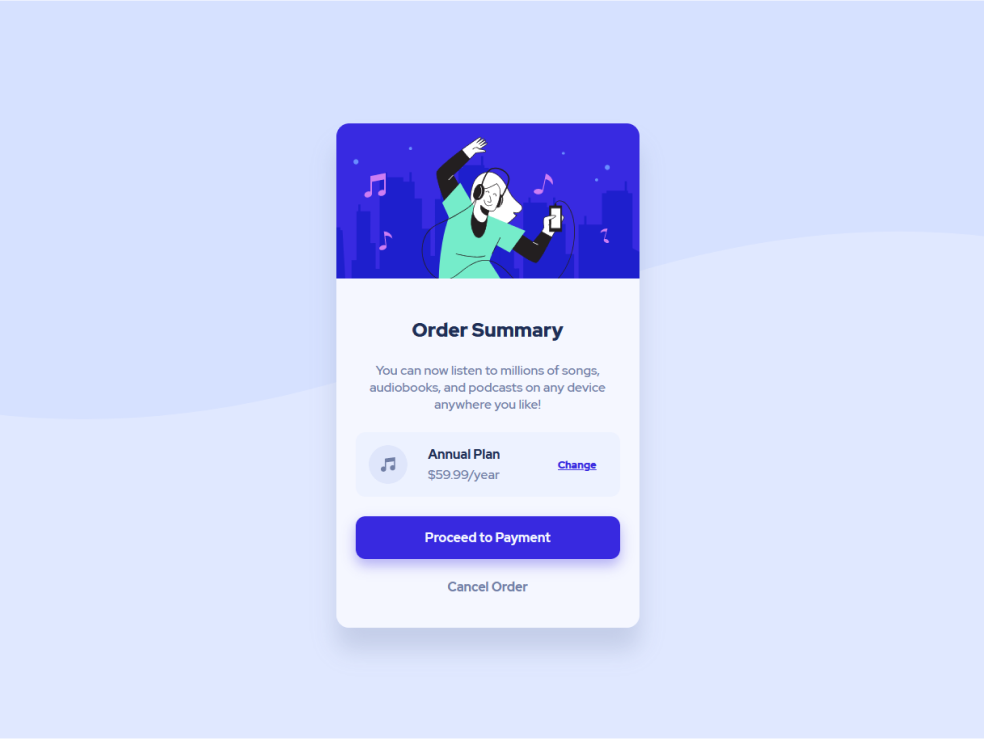 Order Summary
You can now listen to millions of songs,
audiobooks, and podcasts on any device
anywhere you like!
Annual Plan
$59.99/year
Change
Proceed to Payment
Cancel Order